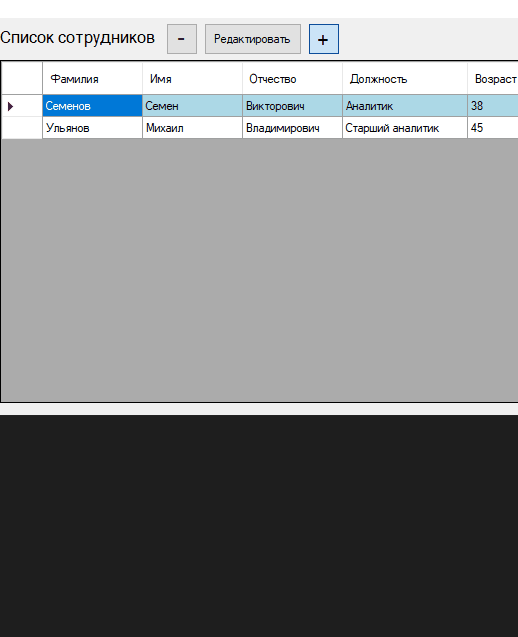 Список сотрудников - Редактировать +
Фамилия Имя Отчество Должность Возраст
Семенов Семен Викторович Аналитик 38
Ульянов Михаил Владимирович Старший аналитик 45